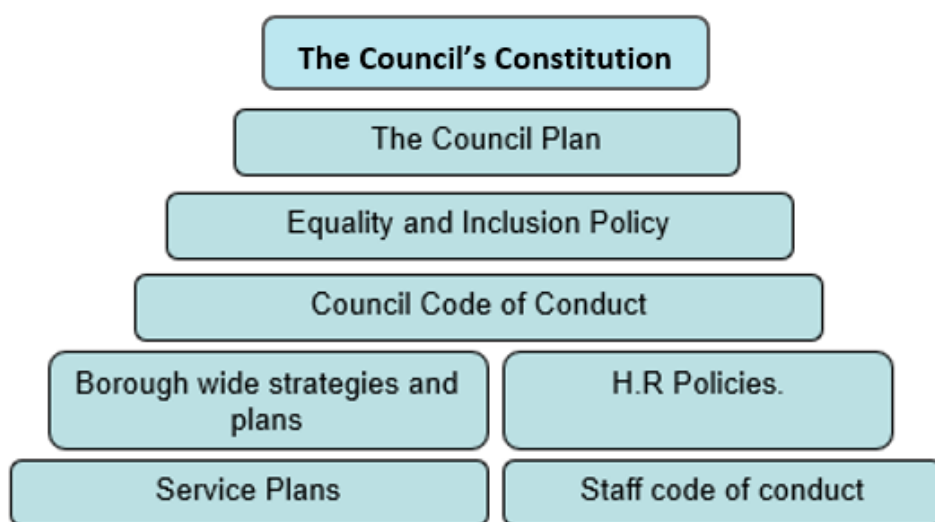 The Council’s Constitution
The Council Plan
Equality and Inclusion Policy
Council Code of Conduct
Borough wide strategies and
plans
H.R Policies.
Service Plans
Staff code of conduct